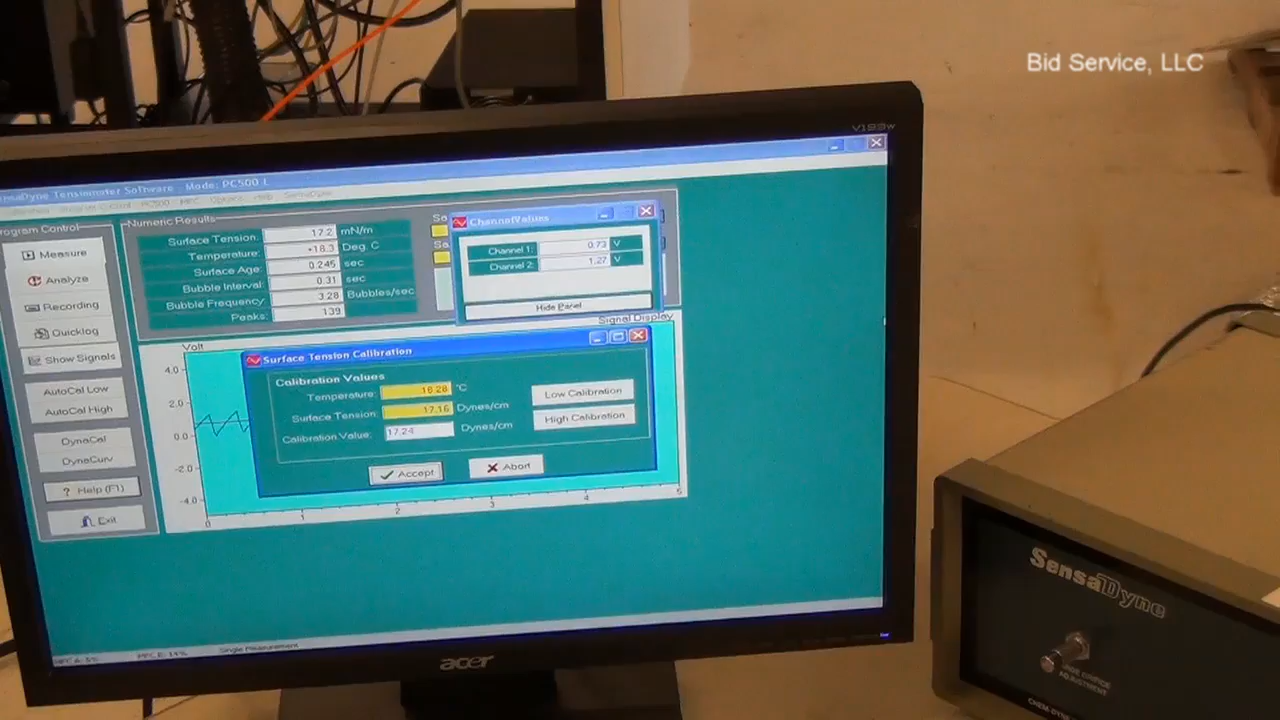 Bid Service, LLC
V193w
SensaDyne Tensiometer Software Mode: PC500-L
Program Control
Measure
Analyze
Recording
Quicklog
Show Signals
AutoCal Low
AutoCal High
DynaCal
DynaCurv
? Help (F1)
Exit
Numeric Results
Surface Tension: 17.2 mN/m
Temperature: +18.3 Deg. C
Surface Age: 0.245 sec
Bubble Interval: 0.31 sec
Bubble Frequency: 3.28 Bubbles/sec
Peaks: 139
ChannelValues
Channel 1: 0.73 V
Channel 2: 1.27 V
Hide Panel
Signal Display
Volt
4.0
2.0
0.0
-2.0
-4.0
0 1 2 3 4 5
Surface Tension Calibration
Calibration Values
Temperature: 18.28 °C
Surface Tension: 17.16 Dynes/cm
Calibration Value: 17.24 Dynes/cm
Low Calibration
High Calibration
Accept
Abort
Single Measurement
acer
SensaDyne
ADJUSTMENT